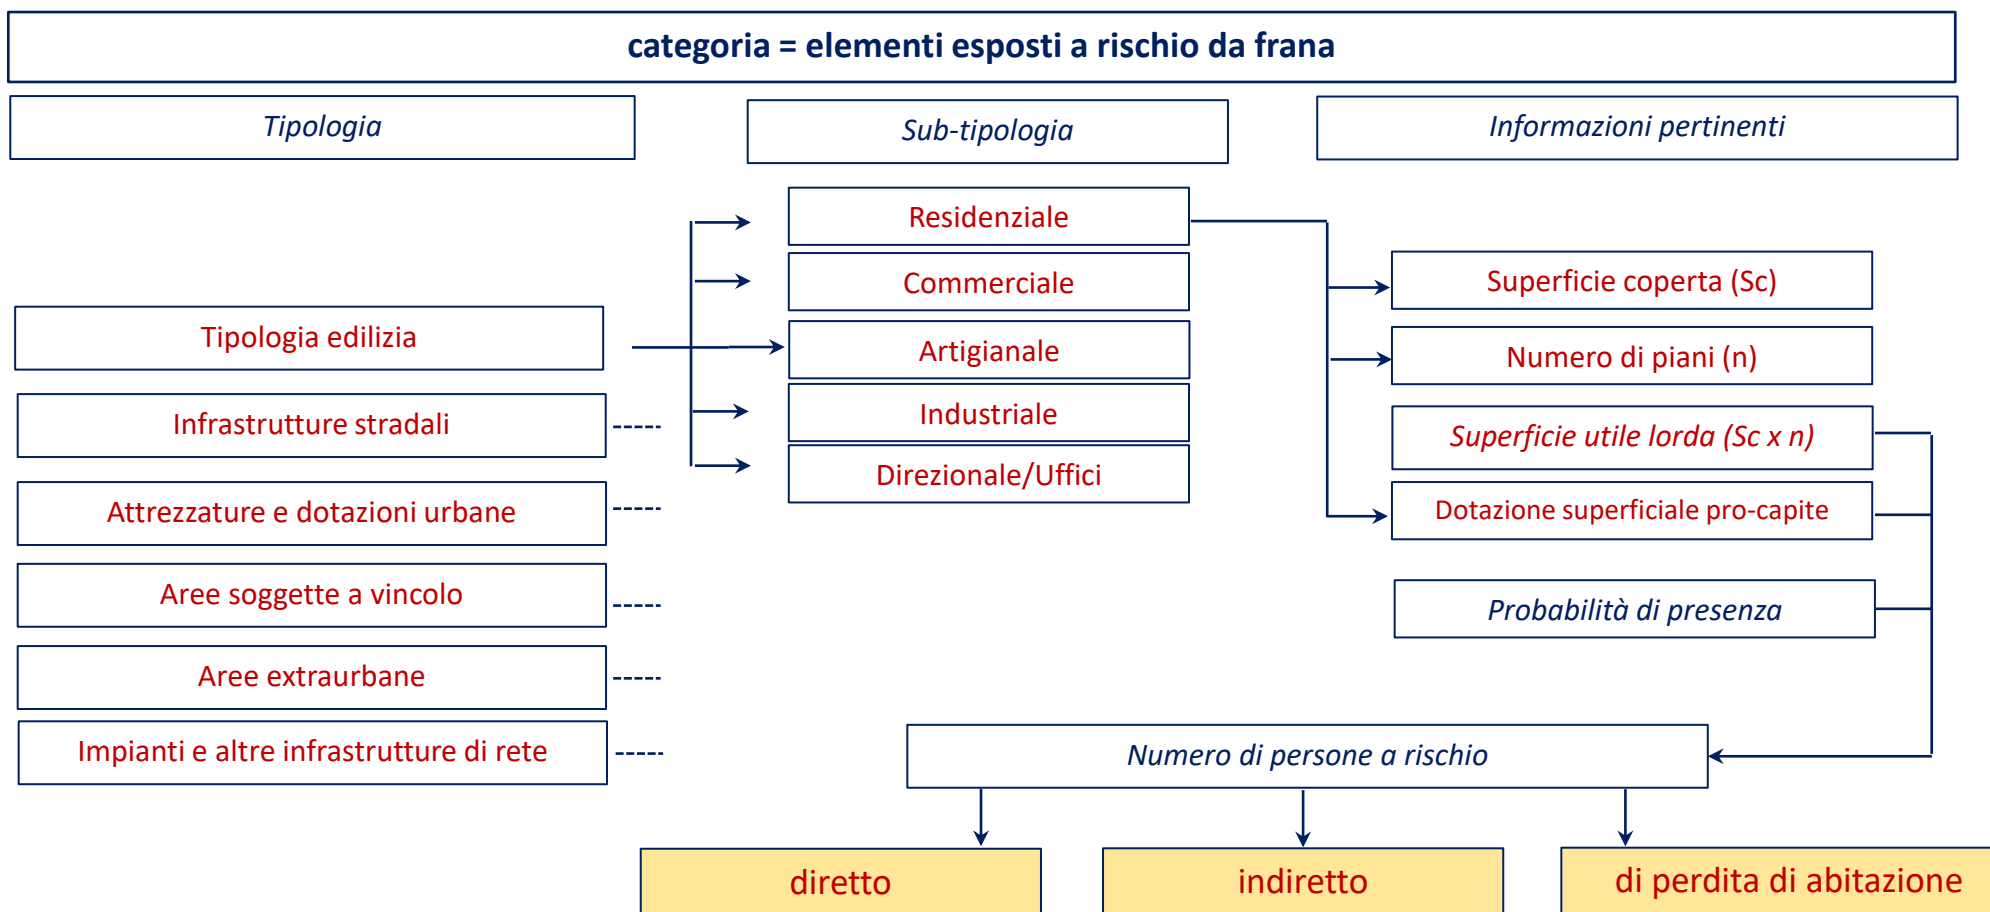 categoria = elementi esposti a rischio da frana
Tipologia
Sub-tipologia
Informazioni pertinenti
Tipologia edilizia
Infrastrutture stradali
Attrezzature e dotazioni urbane
Aree soggette a vincolo
Aree extraurbane
Impianti e altre infrastrutture di rete
Residenziale
Commerciale
Artigianale
Industriale
Direzionale/Uffici
Superficie coperta (Sc)
Numero di piani (n)
Superficie utile lorda (Sc x n)
Dotazione superficiale pro-capite
Probabilità di presenza
Numero di persone a rischio
diretto
indiretto
di perdita di abitazione